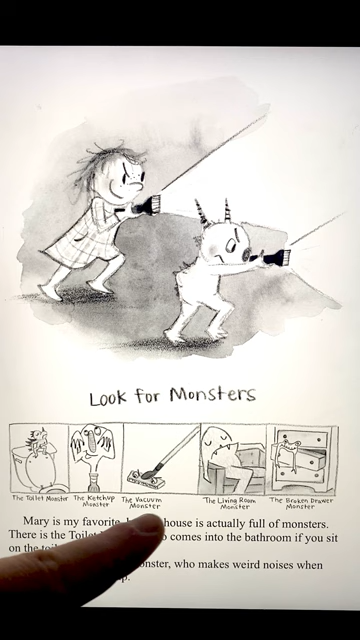 Look for Monsters
The Toilet Monster
The Ketchup
Monster
The Vacuum
Monster
The Living Room
Monster
The Broken Drawer
Monster
Mary is my favorite, house is actually full of monsters.
There is the Toilet comes into the bathroom if you sit
on the
onster, who makes weird noises when